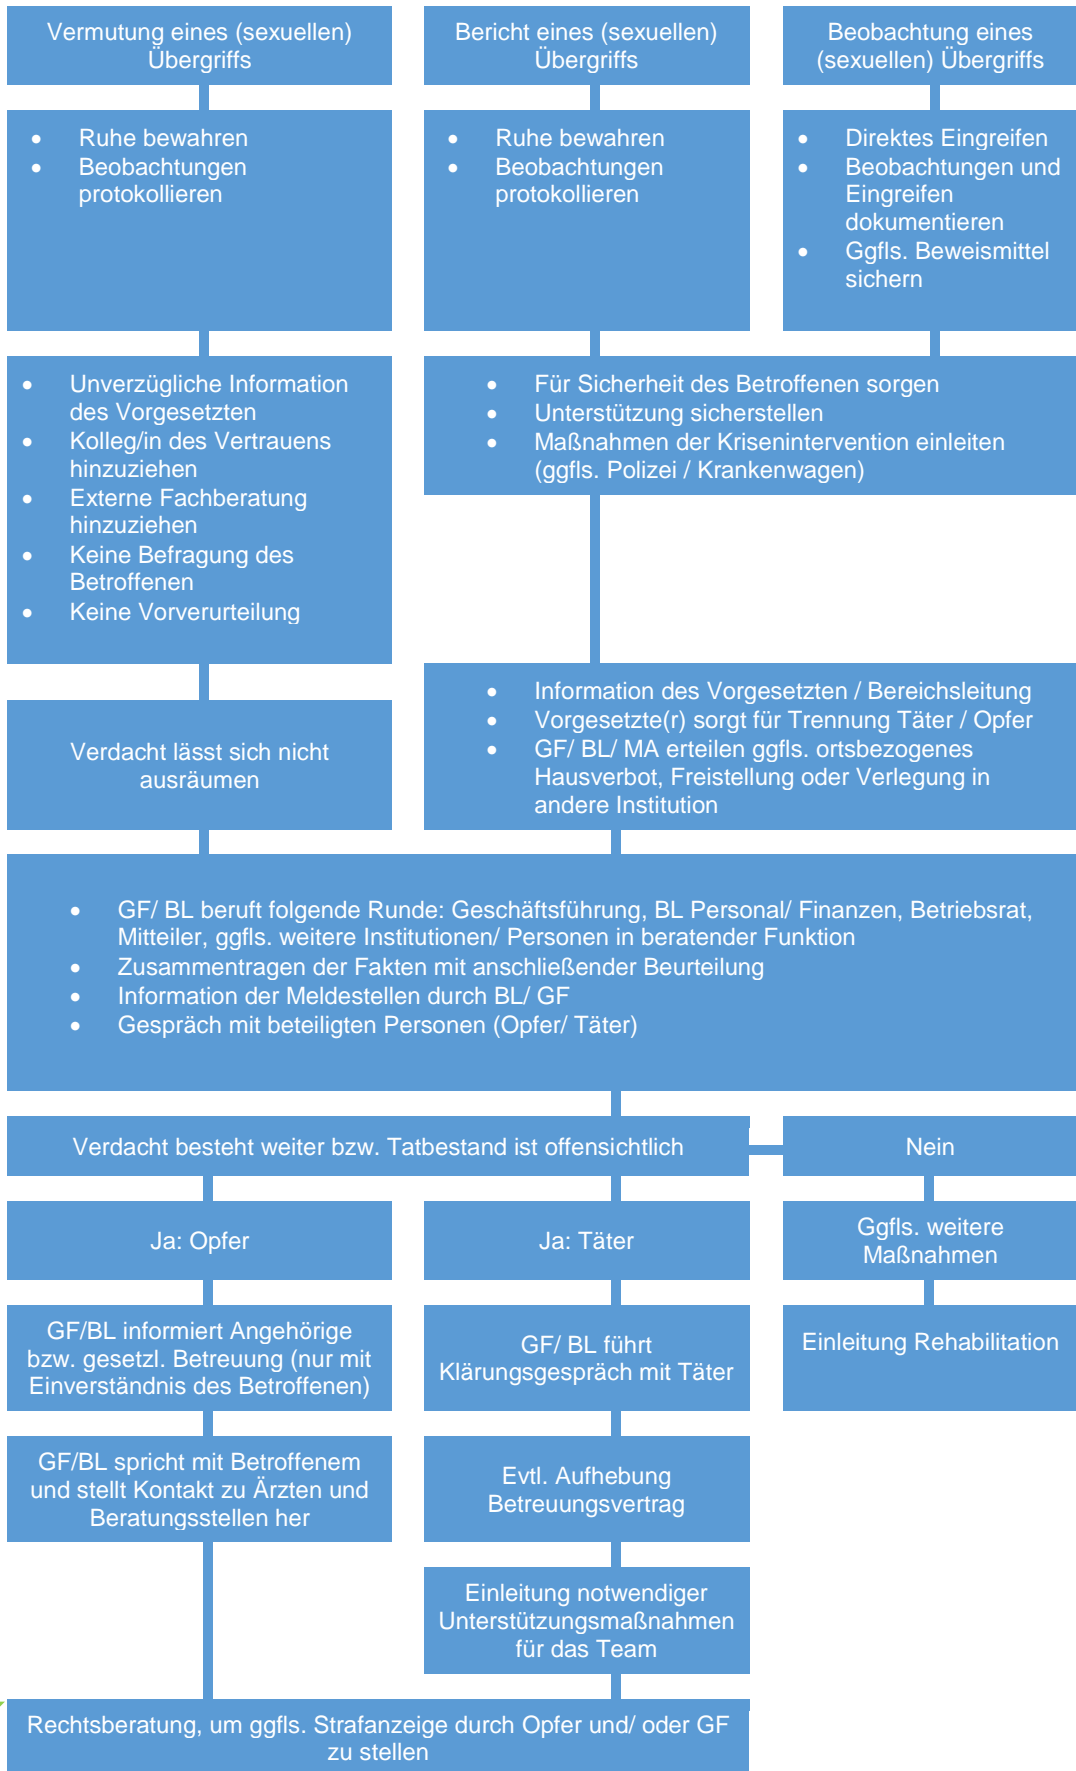 Vermutung eines (sexuellen)
Übergriffs
Bericht eines (sexuellen)
Übergriffs
Beobachtung eines
(sexuellen) Übergriffs
• Ruhe bewahren
• Beobachtungen
protokollieren
• Ruhe bewahren
• Beobachtungen
protokollieren
• Direktes Eingreifen
• Beobachtungen und
Eingreifen
dokumentieren
• Ggfls. Beweismittel
sichern
• Unverzügliche Information
des Vorgesetzten
• Kolleg/in des Vertrauens
hinzuziehen
• Externe Fachberatung
hinzuziehen
• Keine Befragung des
Betroffenen
• Keine Vorverurteilung
• Für Sicherheit des Betroffenen sorgen
• Unterstützung sicherstellen
• Maßnahmen der Krisenintervention einleiten
(ggfls. Polizei / Krankenwagen)
Verdacht lässt sich nicht
ausräumen
• Information des Vorgesetzten / Bereichsleitung
• Vorgesetzte(r) sorgt für Trennung Täter / Opfer
• GF/ BL/ MA erteilen ggfls. ortsbezogenes
Hausverbot, Freistellung oder Verlegung in
andere Institution
• GF/ BL beruft folgende Runde: Geschäftsführung, BL Personal/ Finanzen, Betriebsrat,
Mitteiler, ggfls. weitere Institutionen/ Personen in beratender Funktion
• Zusammentragen der Fakten mit anschließender Beurteilung
• Information der Meldestellen durch BL/ GF
• Gespräch mit beteiligten Personen (Opfer/ Täter)
Verdacht besteht weiter bzw. Tatbestand ist offensichtlich
Nein
Ja: Opfer
Ja: Täter
Ggfls. weitere
Maßnahmen
GF/BL informiert Angehörige
bzw. gesetzl. Betreuung (nur mit
Einverständnis des Betroffenen)
GF/ BL führt
Klärungsgespräch mit Täter
Einleitung Rehabilitation
GF/BL spricht mit Betroffenem
und stellt Kontakt zu Ärzten und
Beratungsstellen her
Evtl. Aufhebung
Betreuungsvertrag
Einleitung notwendiger
Unterstützungsmaßnahmen
für das Team
Rechtsberatung, um ggfls. Strafanzeige durch Opfer und/ oder GF
zu stellen